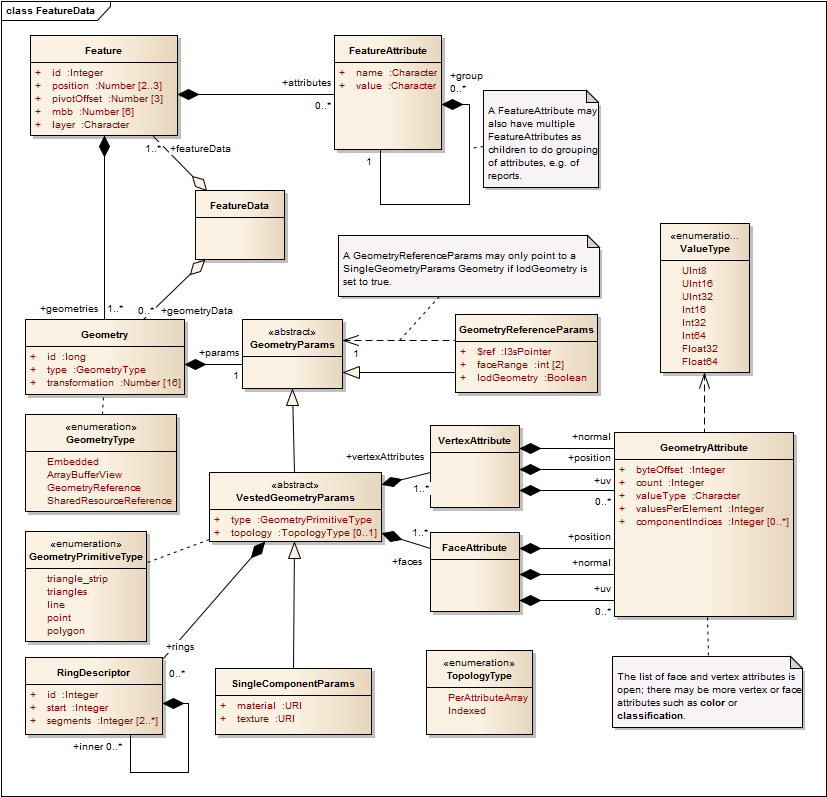 class FeatureData
Feature
+ id :Integer
+ position :Number [2..3]
+ pivotOffset :Number [3]
+ mbb :Number [6]
+ layer :Character
+attributes
0..*
FeatureAttribute
+ name :Character
+ value :Character
+group
0..*
1
A FeatureAttribute may
also have multiple
FeatureAttributes as
children to do grouping
of attributes, e.g. of
reports.
1..*
+featureData
FeatureData
+geometries
1..*
0..*
+geometryData
A GeometryReferenceParams may only point to a
SingleGeometryParams Geometry if lodGeometry is
set to true.
«enumeratio...
ValueType
UInt8
UInt16
UInt32
Int16
Int32
Int64
Float32
Float64
Geometry
+ id :long
+ type :GeometryType
+ transformation :Number [16]
+params
1
«abstract»
GeometryParams
1
GeometryReferenceParams
+ $ref :I3sPointer
+ faceRange :int [2]
+ lodGeometry :Boolean
«enumeration»
GeometryType
Embedded
ArrayBufferView
GeometryReference
SharedResourceReference
«abstract»
VestedGeometryParams
+ type :GeometryPrimitiveType
+ topology :TopologyType [0..1]
+vertexAttributes
1..*
VertexAttribute
+normal
+position
+uv
0..*
GeometryAttribute
+ byteOffset :Integer
+ count :Integer
+ valueType :Character
+ valuesPerElement :Integer
+ componentIndices :Integer [0..*]
«enumeration»
GeometryPrimitiveType
triangle_strip
triangles
line
point
polygon
1..*
+faces
FaceAttribute
+position
+normal
+uv
0..*
+rings
0..*
RingDescriptor
+ id :Integer
+ start :Integer
+ segments :Integer [2..*]
+inner 0..*
SingleComponentParams
+ material :URI
+ texture :URI
«enumeration»
TopologyType
PerAttributeArray
Indexed
The list of face and vertex attributes is
open; there may be more vertex or face
attributes such as color or
classification.